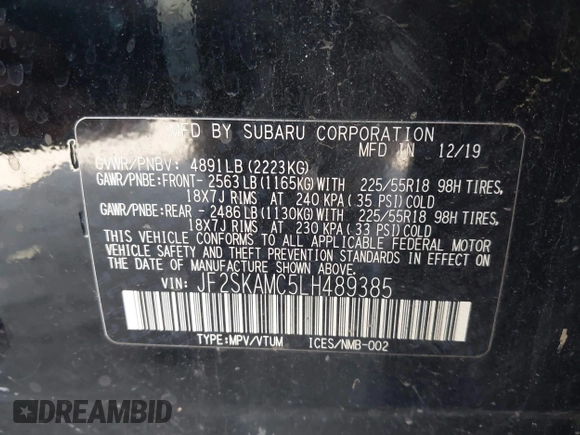 MFD BY SUBARU CORPORATION
MFD IN 12/19
GVWR/PNBV: 4891LB (2223KG)
GAWR/PNBE:FRONT- 2563LB(1165KG)WITH 225/55R18 98H TIRES,
18X7J RIMS AT 240 KPA( 35 PSI)COLD
GAWR/PNBE:REAR - 2486LB(1130KG)WITH 225/55R18 98H TIRES,
18X7J RIMS AT 230 KPA( 33 PSI)COLD
THIS VEHICLE CONFORMS TO ALL APPLICABLE FEDERAL MOTOR
VEHICLE SAFETY AND THEFT PREVENTION STANDARDS IN EFFECT
ON THE DATE OF MANUFACTURE SHOWN ABOVE.
VIN: JF2SKAMC5LH489385
TYPE:MPV/VTUM ICES/NMB-002
DREAMBID